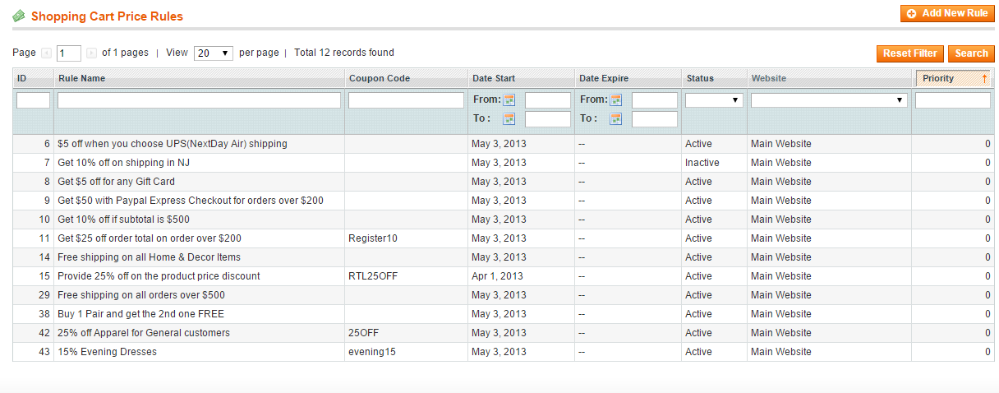 Shopping Cart Price Rules
Add New Rule
Page 1 of 1 pages | View 20 per page | Total 12 records found
Reset Filter Search
ID Rule Name Coupon Code Date Start Date Expire Status Website Priority ↑
From: From:
To : To :
6 $5 off when you choose UPS(NextDay Air) shipping May 3, 2013 -- Active Main Website 0
7 Get 10% off on shipping in NJ May 3, 2013 -- Inactive Main Website 0
8 Get $5 off for any Gift Card May 3, 2013 -- Active Main Website 0
9 Get $50 with Paypal Express Checkout for orders over $200 May 3, 2013 -- Active Main Website 0
10 Get 10% off if subtotal is $500 May 3, 2013 -- Active Main Website 0
11 Get $25 off order total on order over $200 Register10 May 3, 2013 -- Active Main Website 0
14 Free shipping on all Home & Decor Items May 3, 2013 -- Active Main Website 0
15 Provide 25% off on the product price discount RTL25OFF Apr 1, 2013 -- Active Main Website 0
29 Free shipping on all orders over $500 May 3, 2013 -- Active Main Website 0
38 Buy 1 Pair and get the 2nd one FREE May 3, 2013 -- Active Main Website 0
42 25% off Apparel for General customers 25OFF May 3, 2013 -- Active Main Website 0
43 15% Evening Dresses evening15 May 3, 2013 -- Active Main Website 0